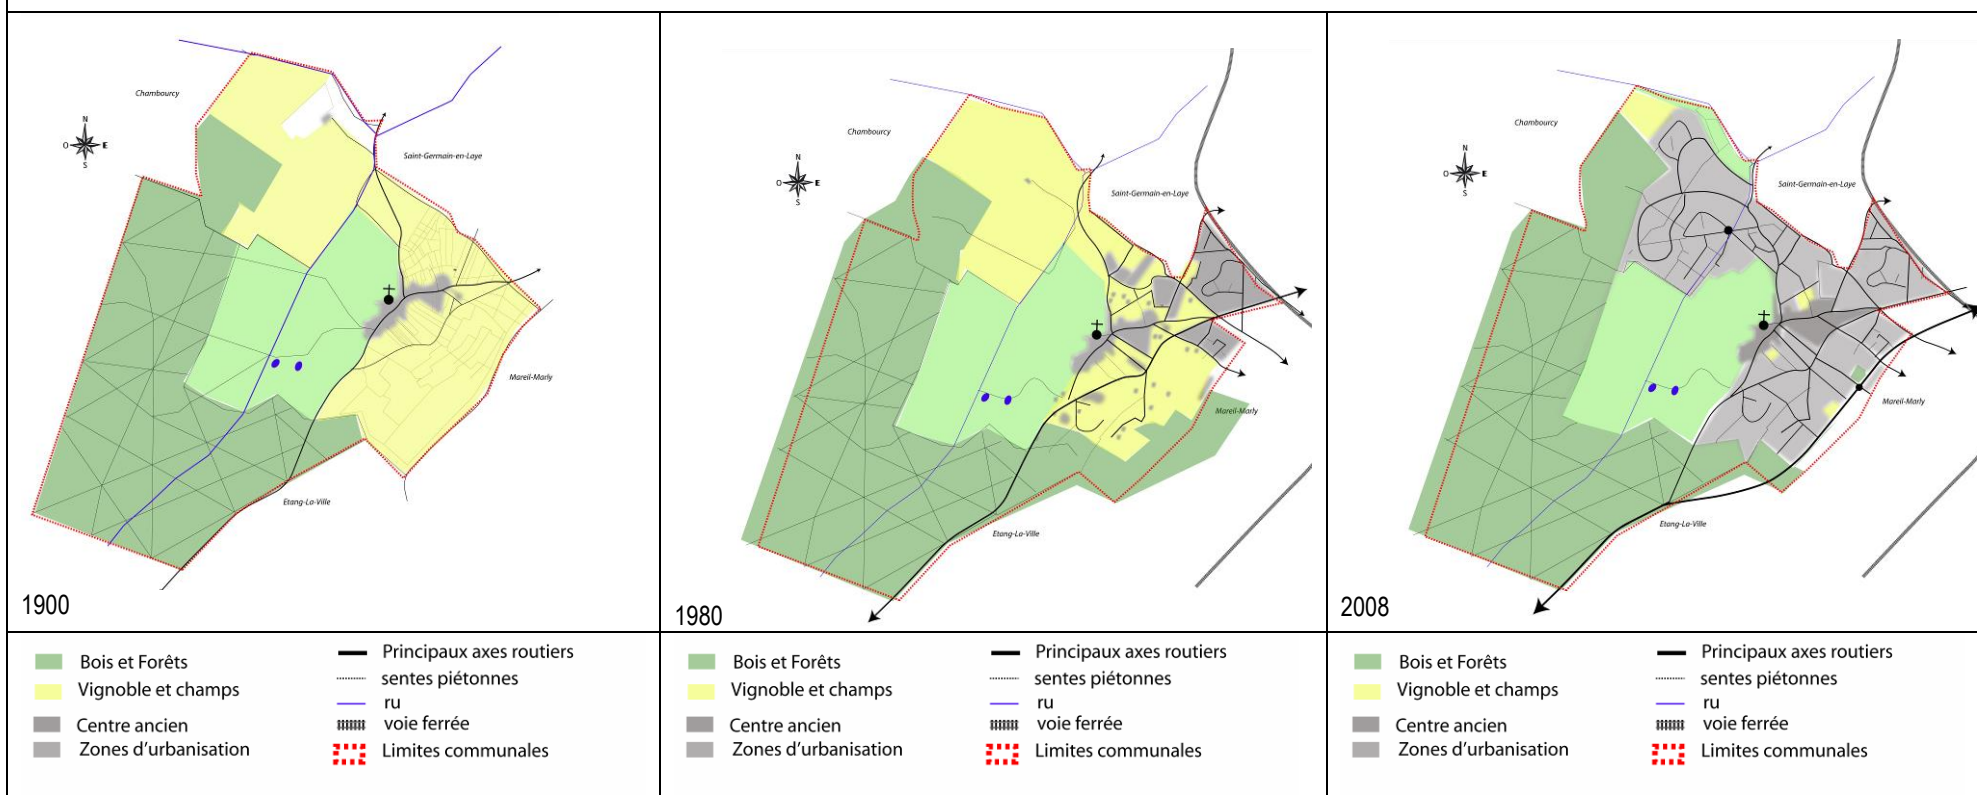 Chambourcy
N
O
E
S
Saint-Germain-en-Laye
Mareil-Marly
Etang-La-Ville
1900
Bois et Forêts
Vignoble et champs
Centre ancien
Zones d'urbanisation
Principaux axes routiers
sentes piétonnes
ru
voie ferrée
Limites communales
Chambourcy
N
O
E
S
Saint-Germain-en-Laye
Mareil-Marly
Etang-La-Ville
1980
Bois et Forêts
Vignoble et champs
Centre ancien
Zones d'urbanisation
Principaux axes routiers
sentes piétonnes
ru
voie ferrée
Limites communales
Chambourcy
N
O
E
S
Saint-Germain-en-Laye
Mareil-Marly
Etang-La-Ville
2008
Bois et Forêts
Vignoble et champs
Centre ancien
Zones d'urbanisation
Principaux axes routiers
sentes piétonnes
ru
voie ferrée
Limites communales